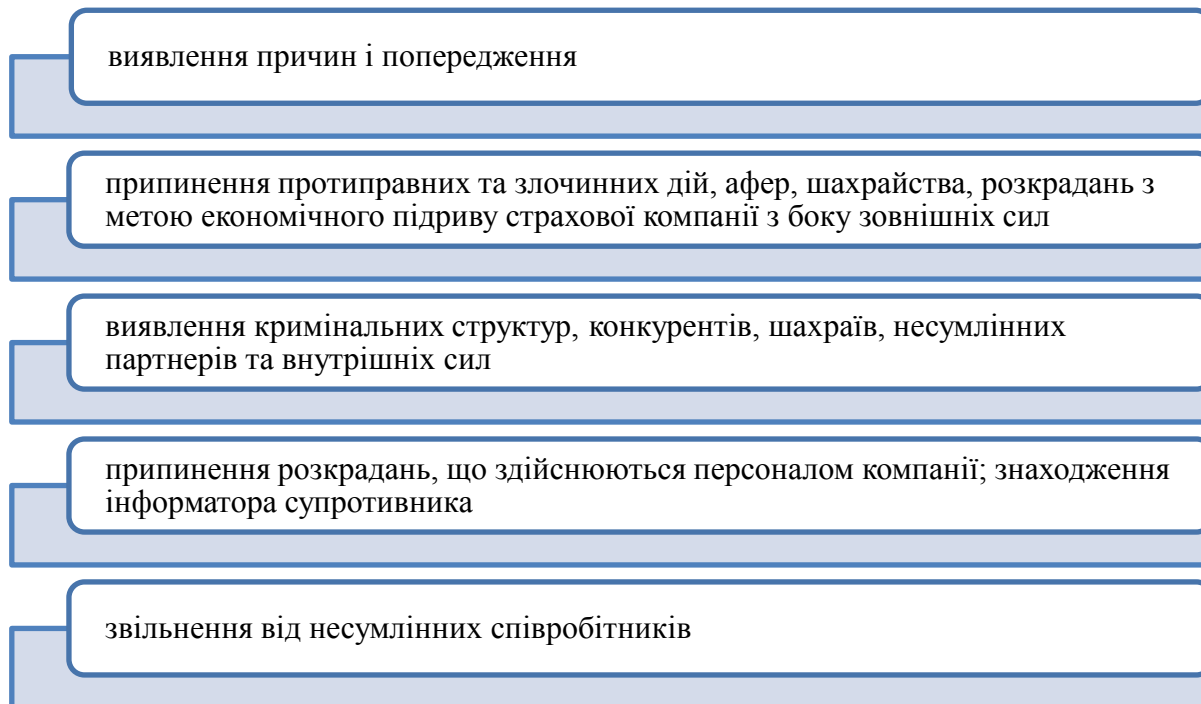 виявлення причин і попередження
припинення протиправних та злочинних дій, афер, шахрайства, розкрадань з
метою економічного підриву страхової компанії з боку зовнішніх сил
виявлення кримінальних структур, конкурентів, шахраїв, несумлінних
партнерів та внутрішніх сил
припинення розкрадань, що здійснюються персоналом компанії; знаходження
інформатора супротивника
звільнення від несумлінних співробітників